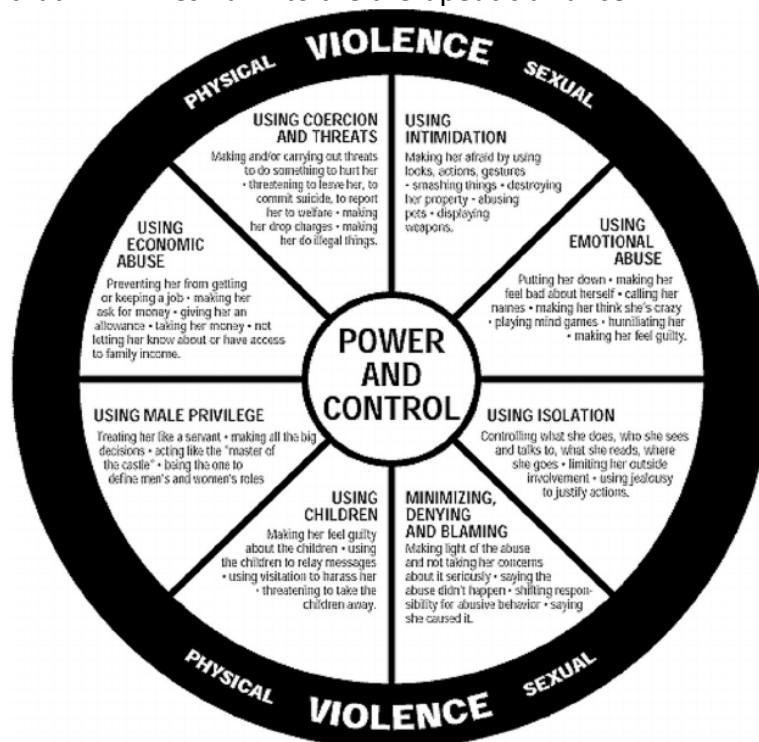 PHYSICAL VIOLENCE SEXUAL
USING COERCION
AND THREATS
Making and/or carrying out threats
to do something to hurt her
• threatening to leave her, to
commit suicide, to report
her to welfare • making
her drop charges • making
her do illegal things.
USING
INTIMIDATION
Making her afraid by using
looks, actions, gestures
• smashing things • destroying
her property • abusing
pets • displaying
weapons.
USING
ECONOMIC
ABUSE
Preventing her from getting
or keeping a job • making her
ask for money • giving her an
allowance • taking her money • not
letting her know about or have access
to family income.
USING
EMOTIONAL
ABUSE
Putting her down • making her
feel bad about herself • calling her
names • making her think she's crazy
• playing mind games • humiliating her
• making her feel guilty.
POWER
AND
CONTROL
USING MALE PRIVILEGE
Treating her like a servant • making all the big
decisions • acting like the "master of
the castle" • being the one to
define men's and women's roles
USING ISOLATION
Controlling what she does, who she sees
and talks to, what she reads, where
she goes • limiting her outside
involvement • using jealousy
to justify actions.
USING
CHILDREN
Making her feel guilty
about the children • using
the children to relay messages
• using visitation to harass her
• threatening to take the
children away.
MINIMIZING,
DENYING
AND BLAMING
Making light of the abuse
and not taking her concerns
about it seriously • saying the
abuse didn't happen • shifting respon-
sibility for abusive behavior • saying
she caused it.
PHYSICAL VIOLENCE SEXUAL